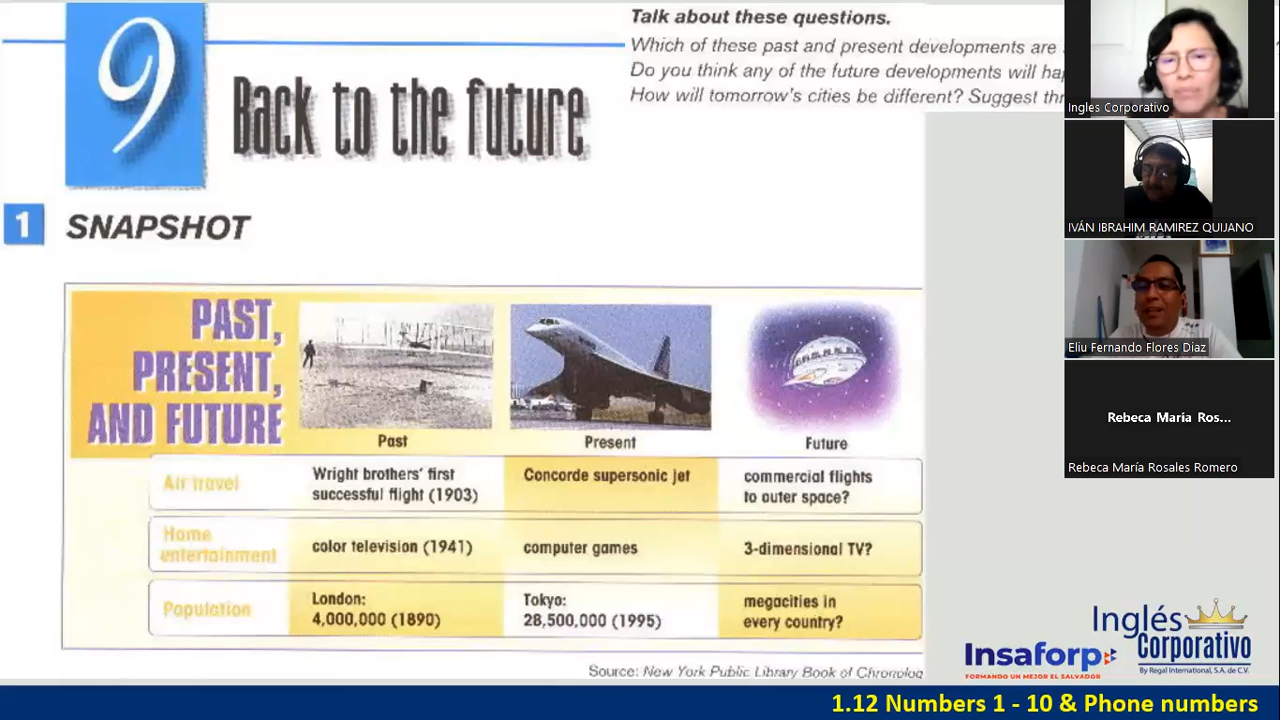 9
Back to the future
Talk about these questions.
Which of these past and present developments are
Do you think any of the future developments will hap
How will tomorrow's cities be different? Suggest thr
1 SNAPSHOT
PAST,
PRESENT,
AND FUTURE
Past
Present
Future
Air travel
Wright brothers' first
successful flight (1903)
Concorde supersonic jet
commercial flights
to outer space?
Home
entertainment
color television (1941)
computer games
3-dimensional TV?
Population
London:
4,000,000 (1890)
Tokyo:
28,500,000 (1995)
megacities in
every country?
Source: New York Public Library Book of Chronolog
Ingles Corporativo
IVÁN IBRAHIM RAMIREZ QUIJANO
Eliu Fernando Flores Diaz
Rebeca María Ros...
Rebeca María Rosales Romero
Insaforp
FORMANDO UN MEJOR EL SALVADOR
Inglés
Corporativo
By Regal International, S.A. de C.V.
1.12 Numbers 1 - 10 & Phone numbers